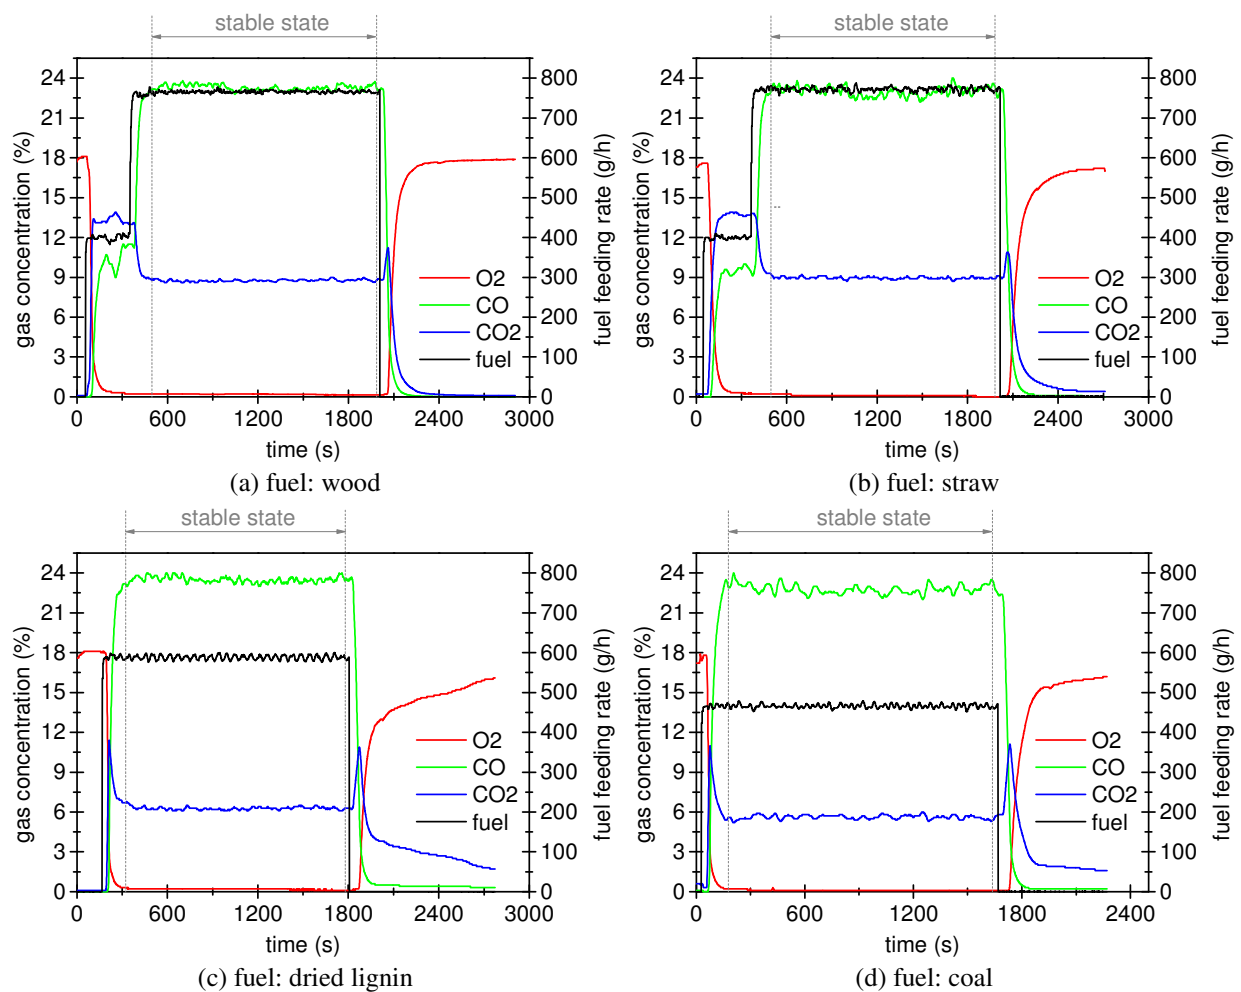 stable state
stable state
gas concentration (%)
24
21
18
15
12
9
6
3
0
800
700
600
500
400
300
200
100
0
fuel feeding rate (g/h)
O2
CO
CO2
fuel
0 600 1200 1800 2400 3000
time (s)
(a) fuel: wood
gas concentration (%)
24
21
18
15
12
9
6
3
0
800
700
600
500
400
300
200
100
0
fuel feeding rate (g/h)
O2
CO
CO2
fuel
0 600 1200 1800 2400 3000
time (s)
(b) fuel: straw
stable state
stable state
gas concentration (%)
24
21
18
15
12
9
6
3
0
800
700
600
500
400
300
200
100
0
fuel feeding rate (g/h)
O2
CO
CO2
fuel
0 600 1200 1800 2400 3000
time (s)
(c) fuel: dried lignin
gas concentration (%)
24
21
18
15
12
9
6
3
0
800
700
600
500
400
300
200
100
0
fuel feeding rate (g/h)
O2
CO
CO2
fuel
0 600 1200 1800 2400
time (s)
(d) fuel: coal